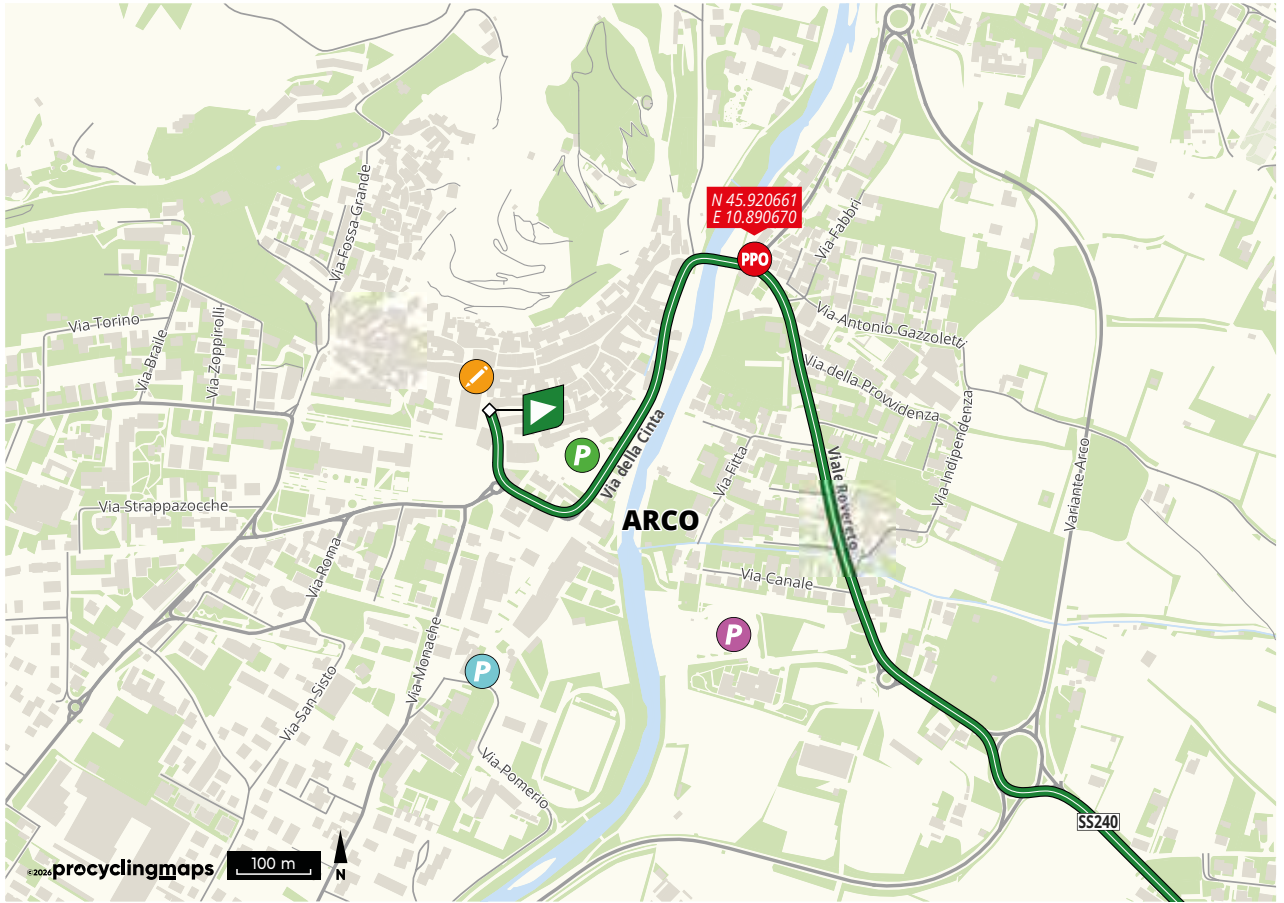 N 45.920661
E 10.890670
PPO
Via Fabbri
Via Fossa Grande
Via Torino
Via Braile
Via Zoppirolli
Via Antonio Gazzoletti
Via della Provvidenza
Via Indipendenza
P
Via della Cinta
Via Fitta
Viale Rovereto
Variante Arco
Via Strappazocche
ARCO
Via Roma
Via Canale
P
P
Via Monache
Via San Sisto
Via Pomerio
SS240
©2026 procyclingmaps
100 m
N